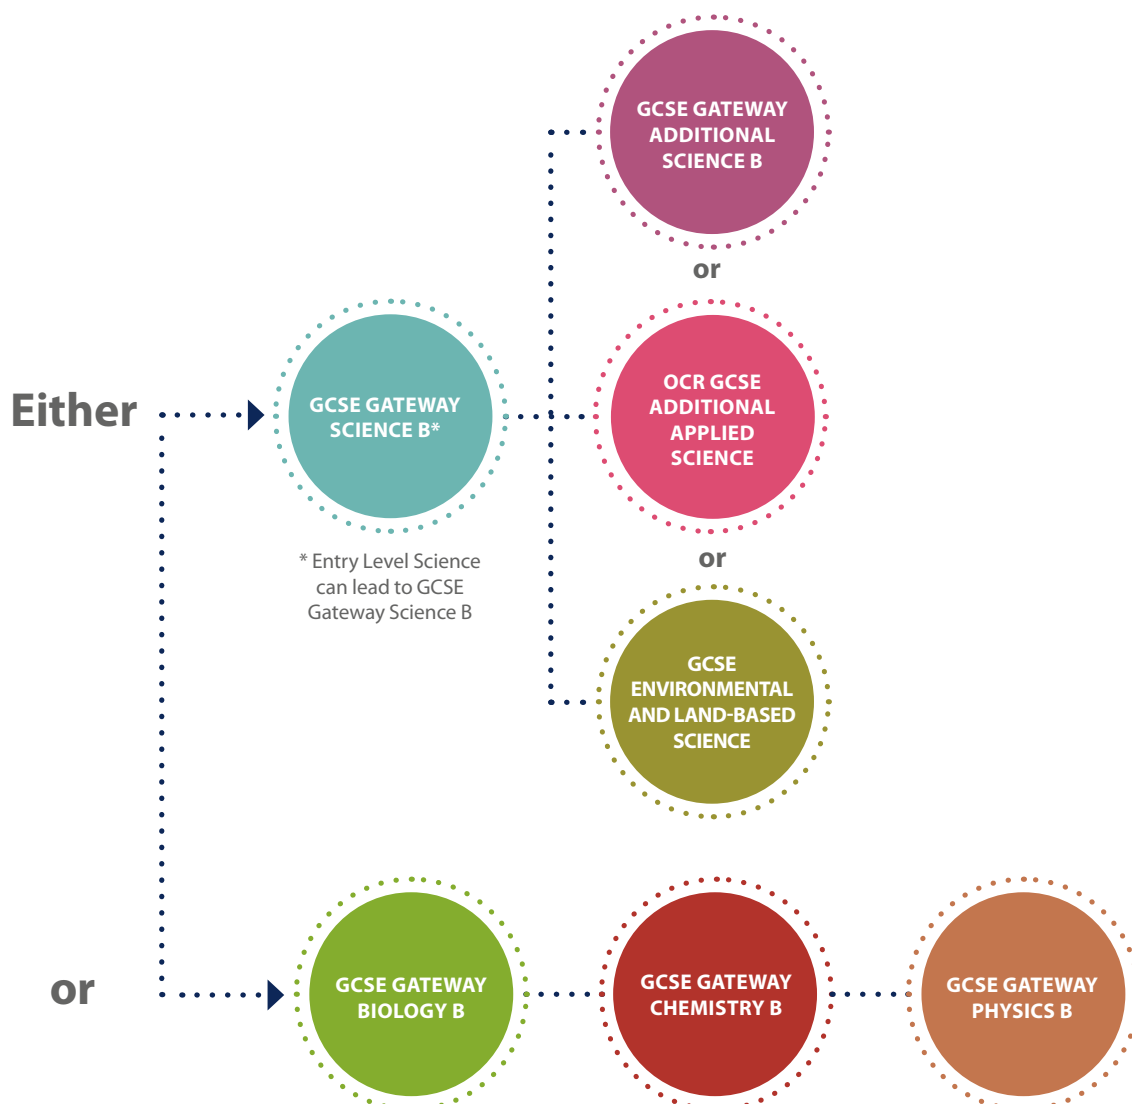 GCSE GATEWAY
ADDITIONAL
SCIENCE B
or
Either
GCSE GATEWAY
SCIENCE B*
OCR GCSE
ADDITIONAL
APPLIED
SCIENCE
* Entry Level Science
can lead to GCSE
Gateway Science B
or
GCSE
ENVIRONMENTAL
AND LAND-BASED
SCIENCE
or
GCSE GATEWAY
BIOLOGY B
GCSE GATEWAY
CHEMISTRY B
GCSE GATEWAY
PHYSICS B